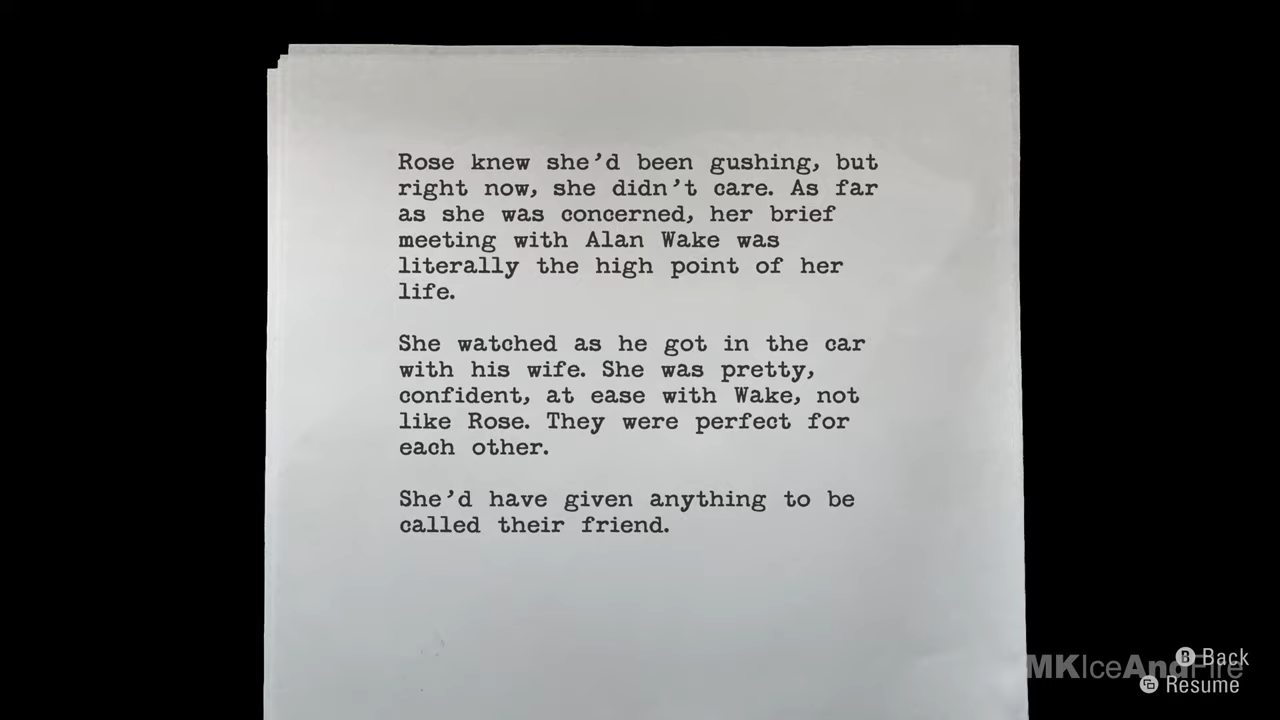 Rose knew she’d been gushing, but
right now, she didn’t care. As far
as she was concerned, her brief
meeting with Alan Wake was
literally the high point of her
life.
She watched as he got in the car
with his wife. She was pretty,
confident, at ease with Wake, not
like Rose. They were perfect for
each other.
She’d have given anything to be
called their friend.
MKIceAndFire
B Back
Resume